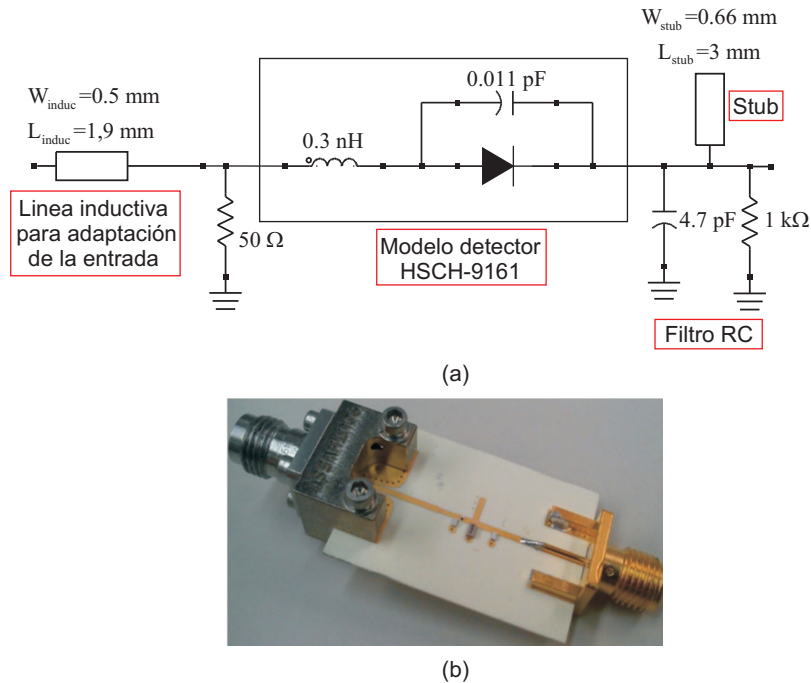 W_stub=0.66 mm
L_stub=3 mm
0.011 pF
W_induc=0.5 mm
L_induc=1,9 mm
Stub
0.3 nH
Linea inductiva
para adaptación
de la entrada
50 Ω
4.7 pF
1 kΩ
Modelo detector
HSCH-9161
Filtro RC
(a)
(b)